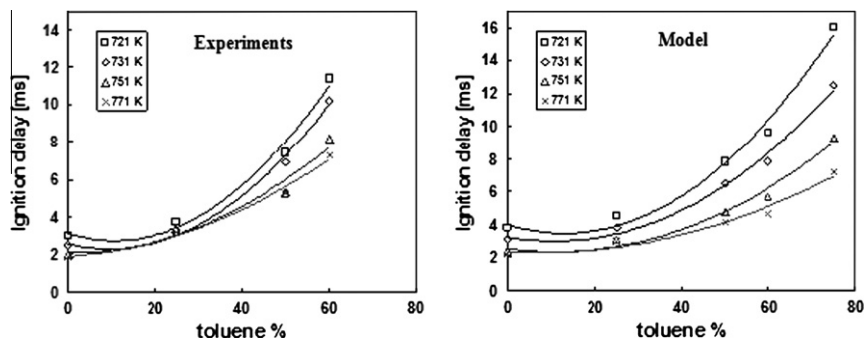 Experiments
721 K
731 K
751 K
771 K
Ignition delay [ms]
14
12
10
8
6
4
2
0
0
20
40
60
80
toluene %
Model
721 K
731 K
751 K
771 K
Ignition delay [ms]
16
14
12
10
8
6
4
2
0
0
20
40
60
80
toluene %